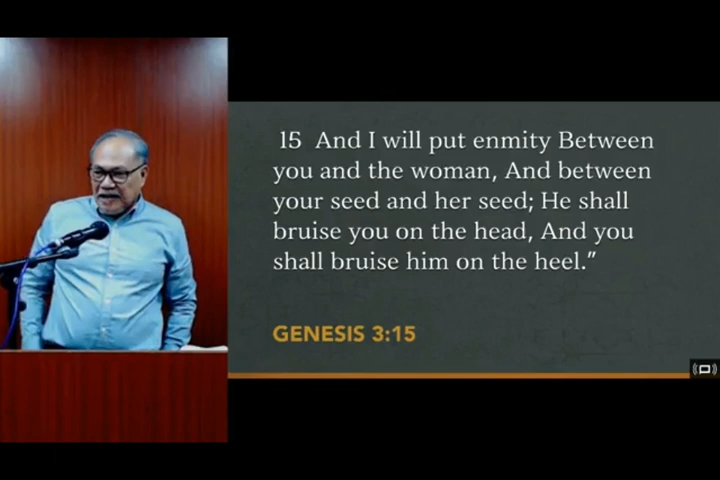 15 And I will put enmity Between
you and the woman, And between
your seed and her seed; He shall
bruise you on the head, And you
shall bruise him on the heel.”
GENESIS 3:15